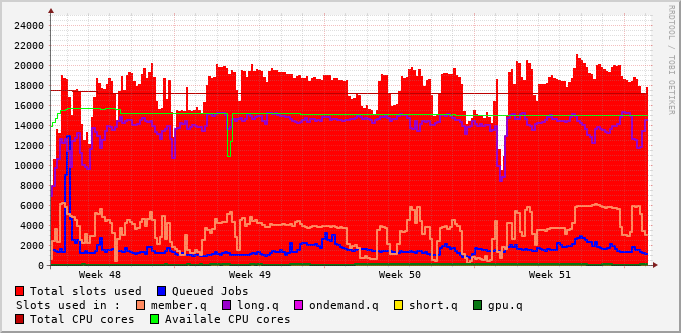 24000
22000
20000
18000
16000
14000
12000
10000
8000
6000
4000
2000
0
Week 48 Week 49 Week 50 Week 51
RRDTOOL / TOBI OETIKER
Total slots used Queued Jobs
Slots used in : member.q long.q ondemand.q short.q gpu.q
Total CPU cores Availale CPU cores